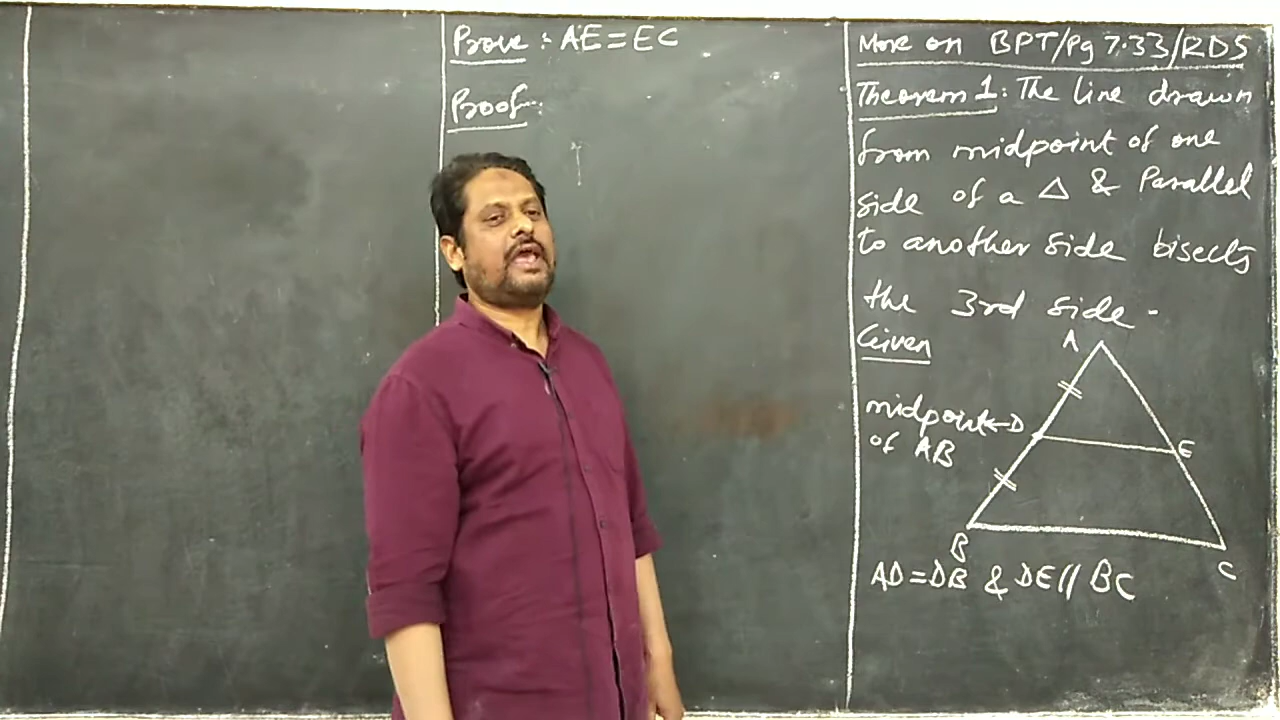 Prove : AE = EC
Proof :
More on BPT/Pg 7.33/RDS
Theorem 1 : The line drawn
from midpoint of one
side of a △ & Parallel
to another side bisects
the 3rd side -
Given
A
midpoint ← D
of AB
E
B
C
AD = DB & DE // BC